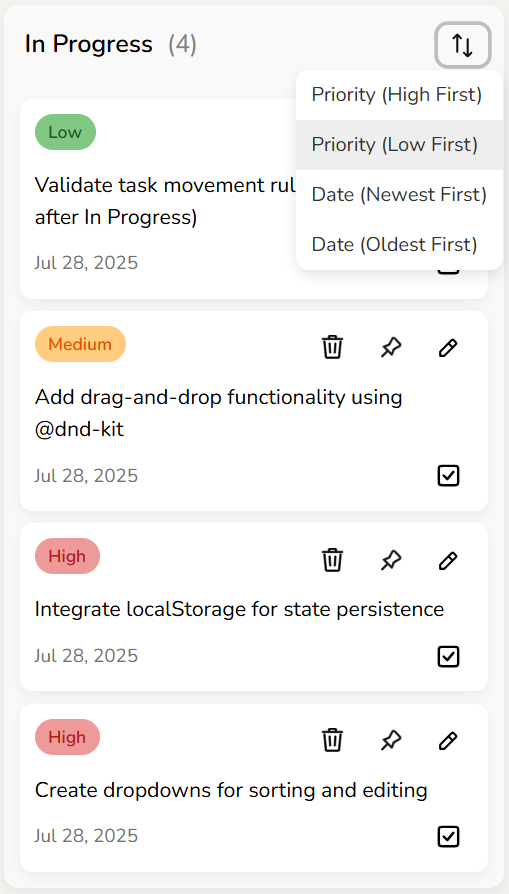 In Progress (4)
Priority (High First)
Priority (Low First)
Date (Newest First)
Date (Oldest First)
Low
Validate task movement
after In Progress)
Jul 28, 2025
Medium
Add drag-and-drop functionality using
@dnd-kit
Jul 28, 2025
High
Integrate localStorage for state persistence
Jul 28, 2025
High
Create dropdowns for sorting and editing
Jul 28, 2025